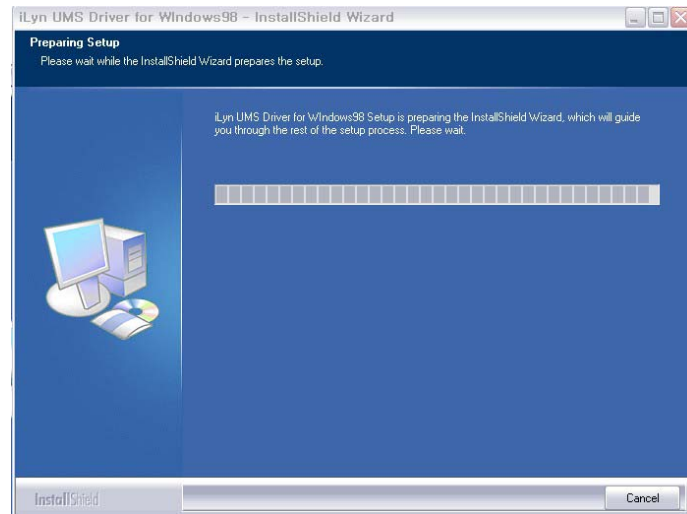 iLyn UMS Driver for WIndows98 - InstallShield Wizard
Preparing Setup
Please wait while the InstallShield Wizard prepares the setup.
iLyn UMS Driver for WIndows98 Setup is preparing the InstallShield Wizard, which will guide
you through the rest of the setup process. Please wait.
InstallShield
Cancel